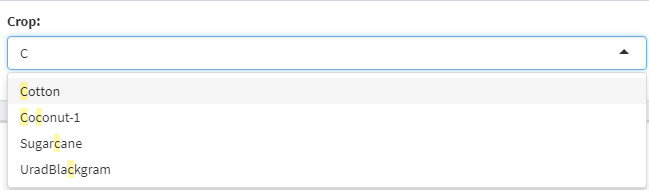 Crop:
C
Cotton
Coconut-1
Sugarcane
UradBlackgram